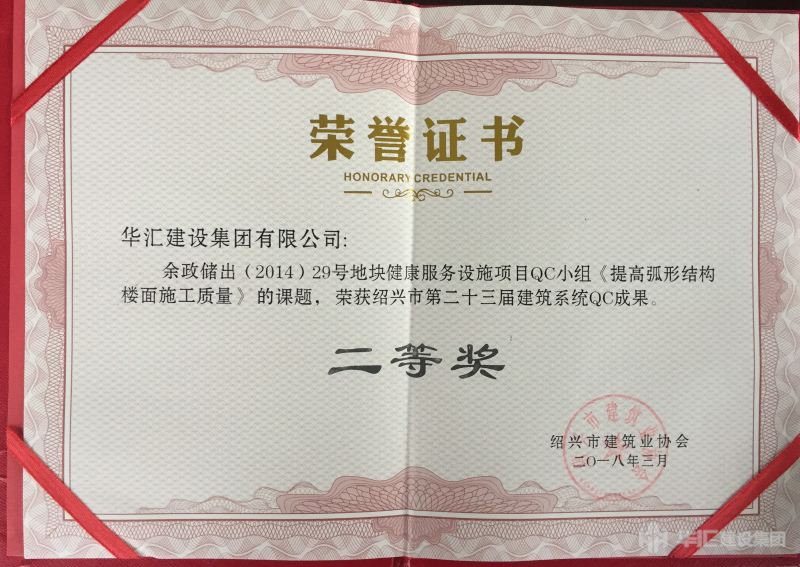 荣誉证书
HONORARY CREDENTIAL
华汇建设集团有限公司:
余政储出(2014)29号地块健康服务设施项目QC小组《提高弧形结构
楼面施工质量》的课题，荣获绍兴市第二十三届建筑系统QC成果。
二等奖
绍兴市建筑业协会
二〇一八年三月
华汇建设集团